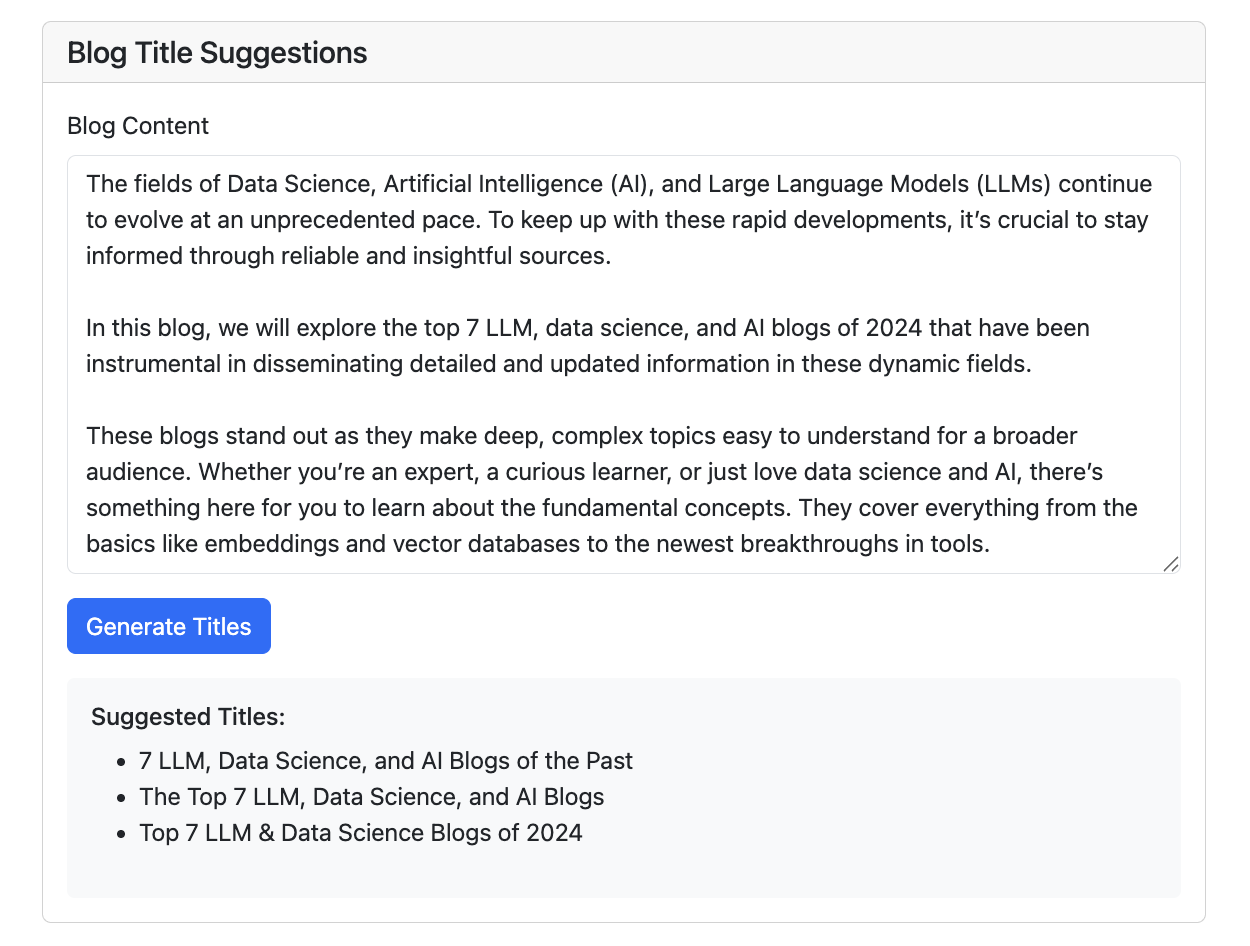 Blog Title Suggestions
Blog Content
The fields of Data Science, Artificial Intelligence (AI), and Large Language Models (LLMs) continue
to evolve at an unprecedented pace. To keep up with these rapid developments, it’s crucial to stay
informed through reliable and insightful sources.
In this blog, we will explore the top 7 LLM, data science, and AI blogs of 2024 that have been
instrumental in disseminating detailed and updated information in these dynamic fields.
These blogs stand out as they make deep, complex topics easy to understand for a broader
audience. Whether you’re an expert, a curious learner, or just love data science and AI, there’s
something here for you to learn about the fundamental concepts. They cover everything from the
basics like embeddings and vector databases to the newest breakthroughs in tools.
Generate Titles
Suggested Titles:
• 7 LLM, Data Science, and AI Blogs of the Past
• The Top 7 LLM, Data Science, and AI Blogs
• Top 7 LLM & Data Science Blogs of 2024